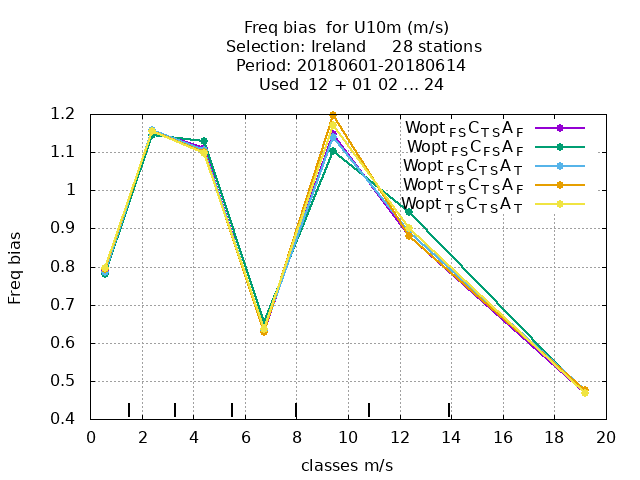 Freq bias  for U10m (m/s)
Selection: Ireland     28 stations
Period: 20180601-20180614
Used  12 + 01 02 ... 24
Wopt FS C TS A F
Wopt FS C FS A F
Wopt FS C TS A T
Wopt TS C TS A F
Wopt TS C TS A T
1.2
1.1
1
0.9
0.8
0.7
0.6
0.5
0.4
Freq bias
0 2 4 6 8 10 12 14 16 18 20
classes m/s